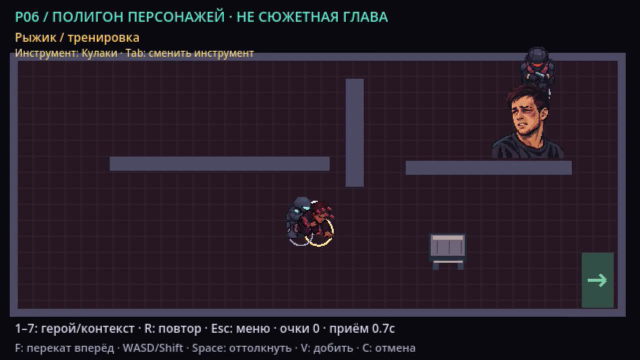 P06 / ПОЛИГОН ПЕРСОНАЖЕЙ · НЕ СЮЖЕТНАЯ ГЛАВА
Рыжик / тренировка
Инструмент: Кулаки · Tab: сменить инструмент
→
1–7: герой/контекст · R: повтор · Esc: меню · очки 0 · приём 0.7с
F: перекат вперёд · WASD/Shift · Space: оттолкнуть · V: добить · C: отмена